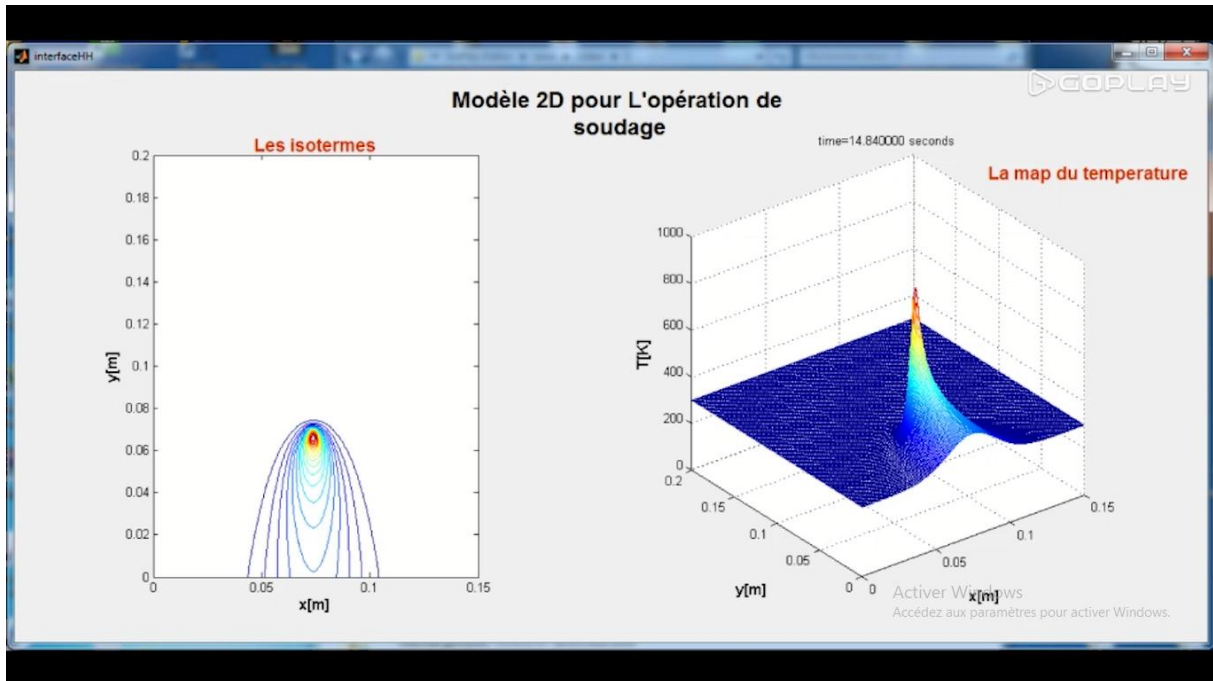 interfaceHH
GOPLAY
Modèle 2D pour L'opération de
soudage
Les isotermes
0.2
0.18
0.16
0.14
0.12
0.1
0.08
0.06
0.04
0.02
0
y[m]
0
0.05
0.1
0.15
x[m]
time=14.840000 seconds
La map du temperature
1000
800
600
400
200
0
T[K]
0.2
0.15
0.1
0.05
0
y[m]
0
0.05
0.1
0.15
x[m]
Activer Windows
Accédez aux paramètres pour activer Windows.